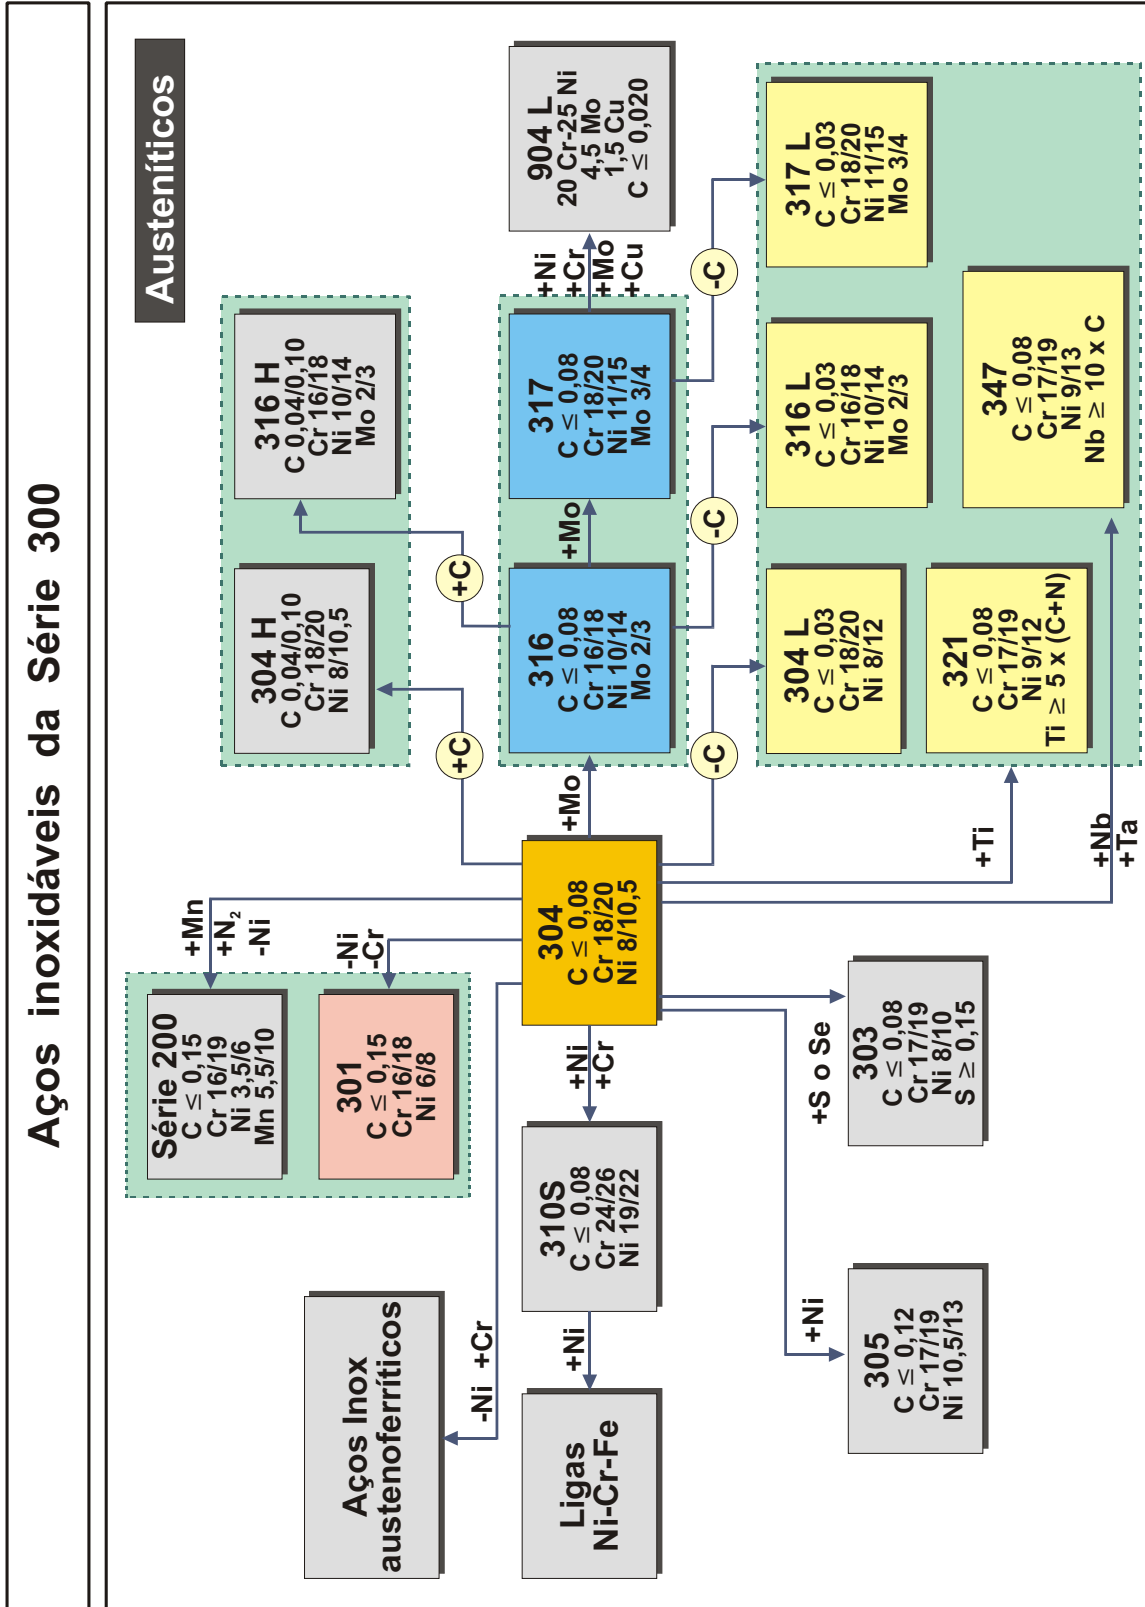 Aços inoxidáveis da Série 300
Austeníticos
Série 200
C ≤ 0,15
Cr 16/19
Ni 3,5/6
Mn 5,5/10
+Mn
+N₂
-Ni
301
C ≤ 0,15
Cr 16/18
Ni 6/8
-Ni
-Cr
304 H
C 0,04/0,10
Cr 18/20
Ni 8/10,5
+C
316 H
C 0,04/0,10
Cr 16/18
Ni 10/14
Mo 2/3
+C
Aços Inox
austenoferríticos
-Ni +Cr
Ligas
Ni-Cr-Fe
+Ni
310S
C ≤ 0,08
Cr 24/26
Ni 19/22
+Ni
+Cr
304
C ≤ 0,08
Cr 18/20
Ni 8/10,5
+Mo
316
C ≤ 0,08
Cr 16/18
Ni 10/14
Mo 2/3
+Mo
317
C ≤ 0,08
Cr 18/20
Ni 11/15
Mo 3/4
+Ni
+Cr
+Mo
+Cu
904 L
20 Cr-25 Ni
4,5 Mo
1,5 Cu
C ≤ 0,020
-C
-C
-C
304 L
C ≤ 0,03
Cr 18/20
Ni 8/12
316 L
C ≤ 0,03
Cr 16/18
Ni 10/14
Mo 2/3
317 L
C ≤ 0,03
Cr 18/20
Ni 11/15
Mo 3/4
+Ni
305
C ≤ 0,12
Cr 17/19
Ni 10,5/13
+S o Se
303
C ≤ 0,08
Cr 17/19
Ni 8/10
S ≥ 0,15
+Ti
321
C ≤ 0,08
Cr 17/19
Ni 9/12
Ti ≥ 5 x (C+N)
+Nb
+Ta
347
C ≤ 0,08
Cr 17/19
Ni 9/13
Nb ≥ 10 x C